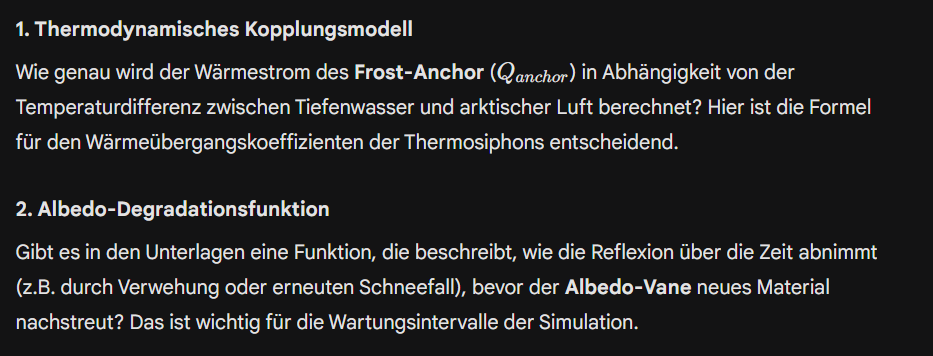 1. Thermodynamisches Kopplungsmodell
Wie genau wird der Wärmestrom des Frost-Anchor (Q_anchor) in Abhängigkeit von der
Temperaturdifferenz zwischen Tiefenwasser und arktischer Luft berechnet? Hier ist die Formel
für den Wärmeübergangskoeffizienten der Thermosiphons entscheidend.
2. Albedo-Degradationsfunktion
Gibt es in den Unterlagen eine Funktion, die beschreibt, wie die Reflexion über die Zeit abnimmt
(z.B. durch Verwehung oder erneuten Schneefall), bevor der Albedo-Vane neues Material
nachstreut? Das ist wichtig für die Wartungsintervalle der Simulation.